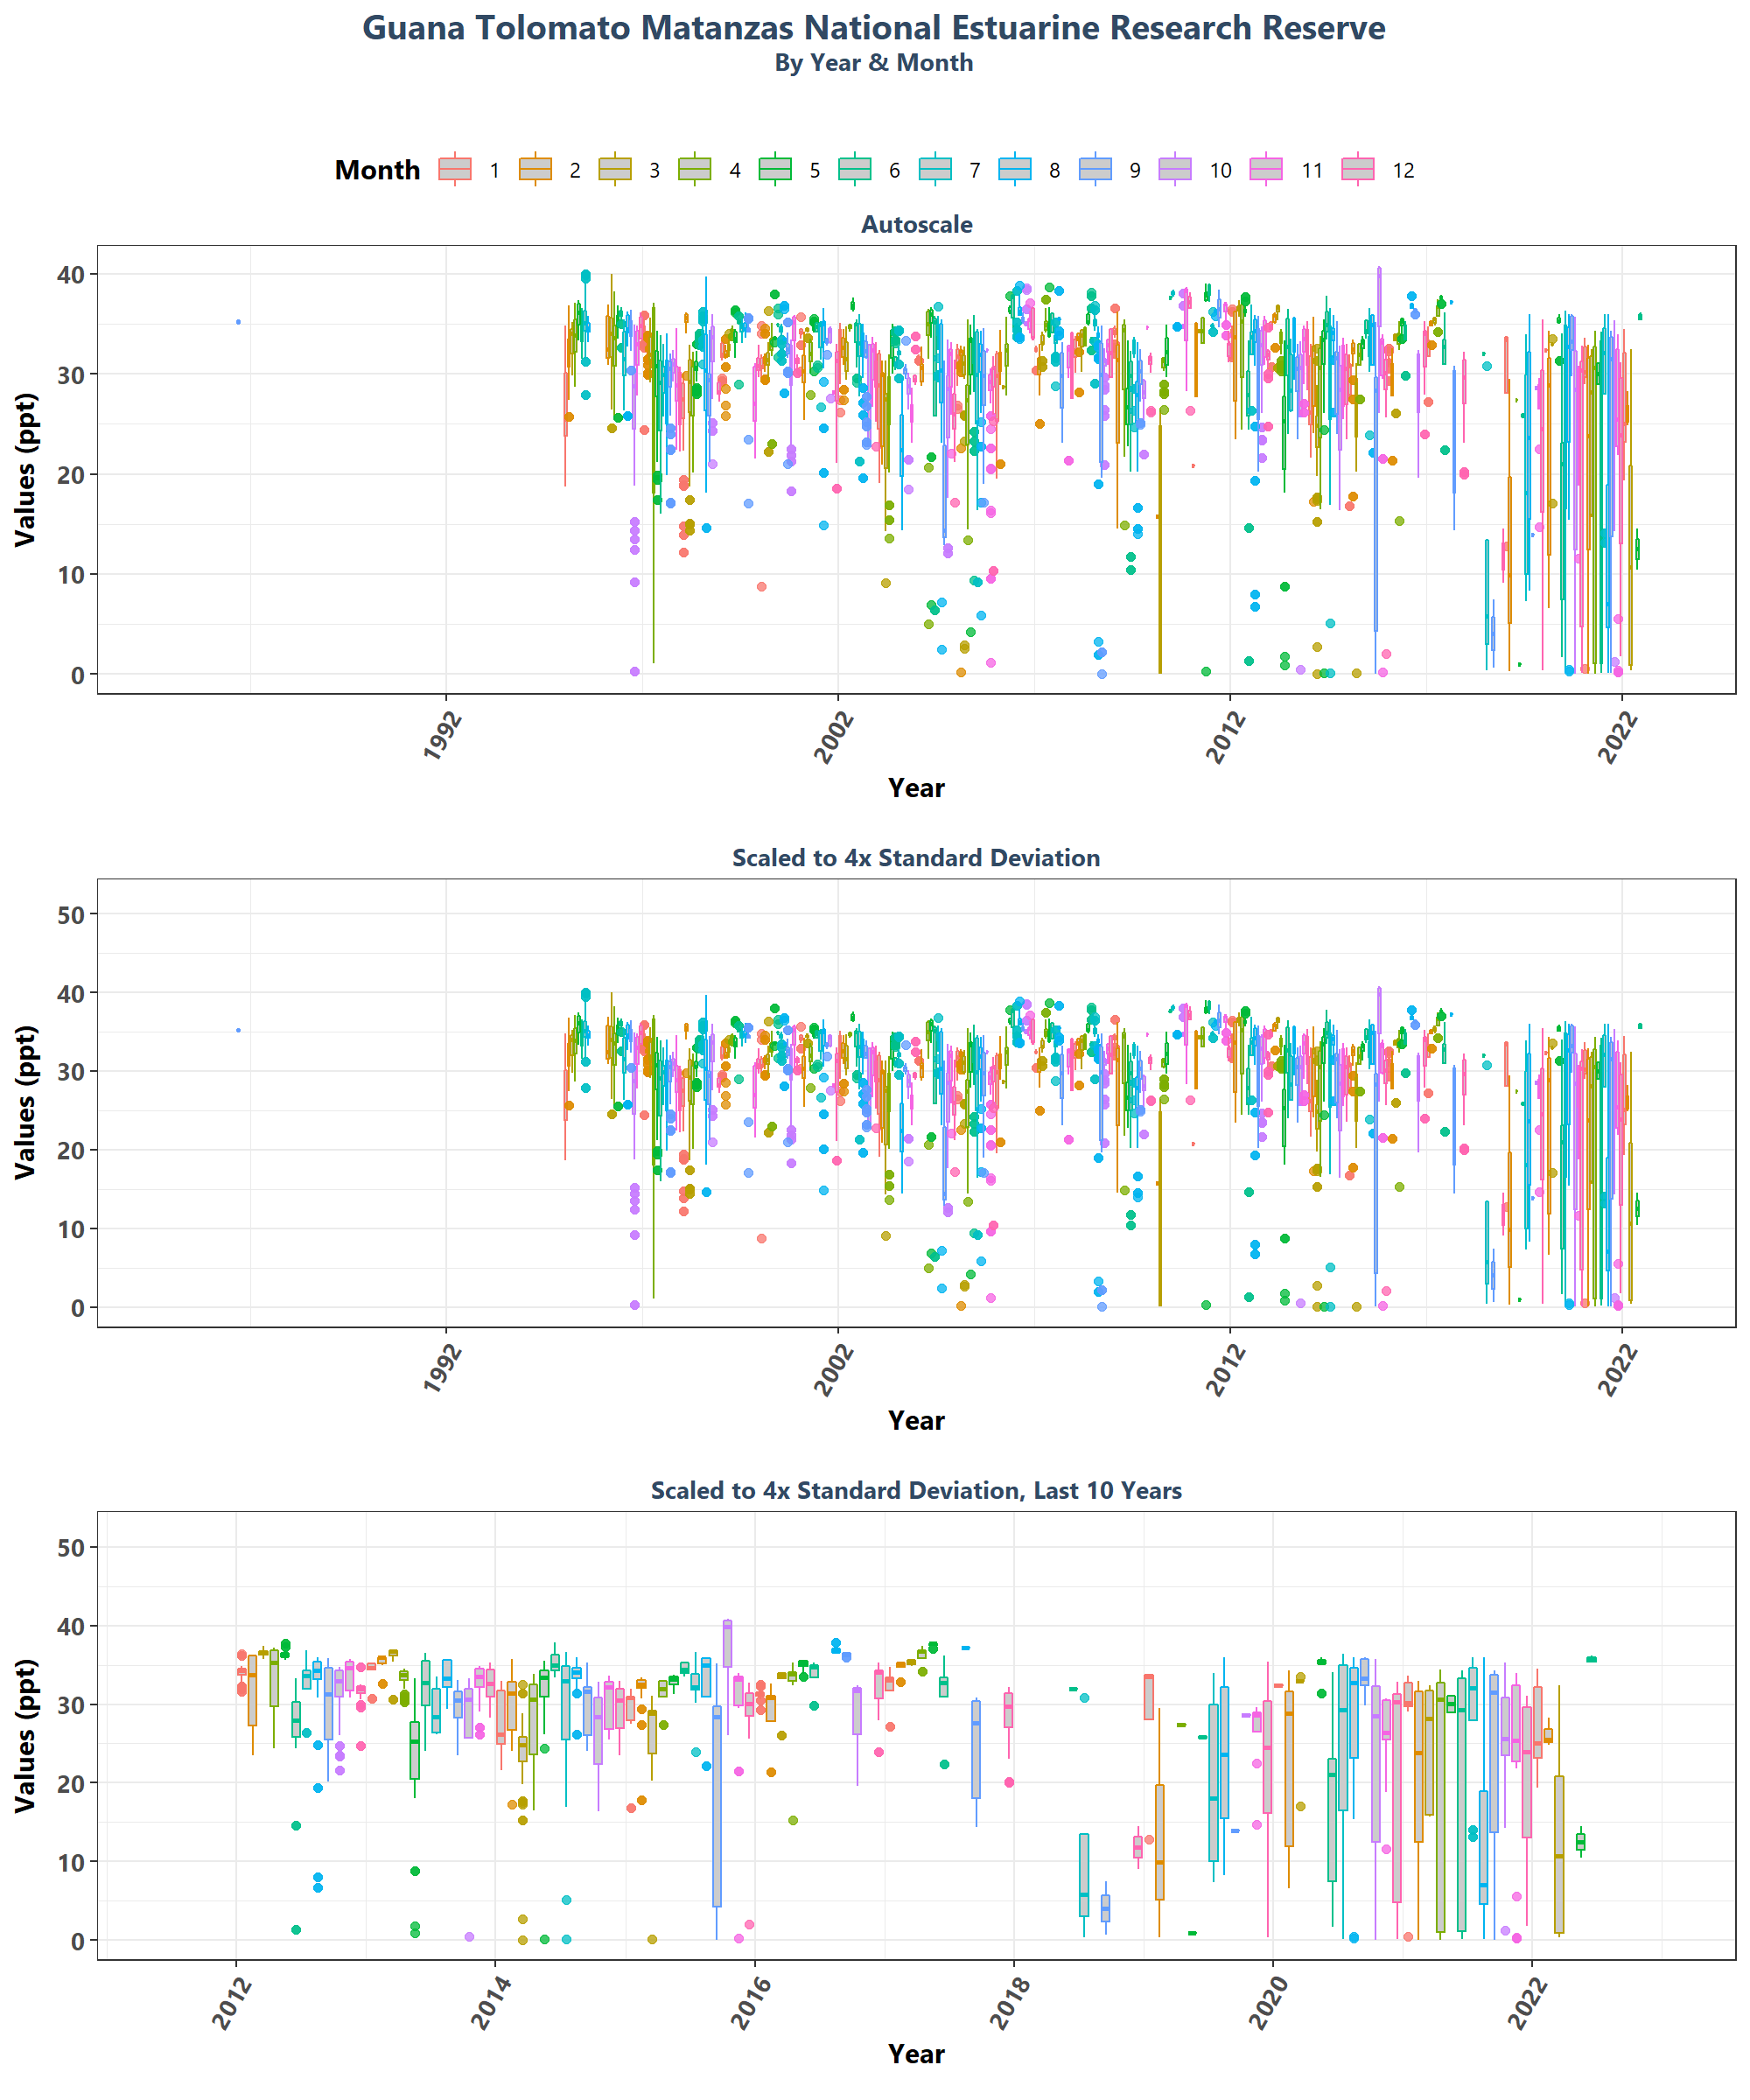 Guana Tolomato Matanzas National Estuarine Research Reserve
By Year & Month
Month 1 2 3 4 5 6 7 8 9 10 11 12
Autoscale
Values (ppt)
40
30
20
10
0
1992 2002 2012 2022
Year
Scaled to 4x Standard Deviation
Values (ppt)
50
40
30
20
10
0
1992 2002 2012 2022
Year
Scaled to 4x Standard Deviation, Last 10 Years
Values (ppt)
50
40
30
20
10
0
2012 2014 2016 2018 2020 2022
Year